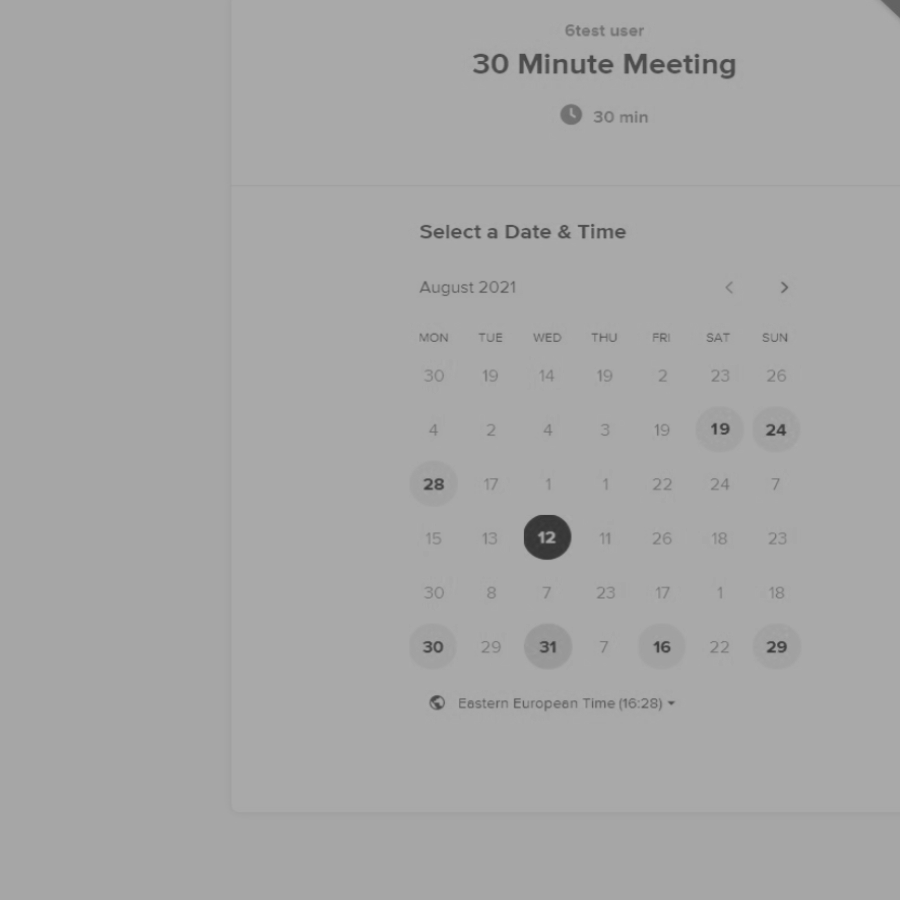 6test user
30 Minute Meeting
30 min
Select a Date & Time
August 2021
MON TUE WED THU FRI SAT SUN
30 19 14 19 2 23 26
4 2 4 3 19 19 24
28 17 1 1 22 24 7
15 13 12 11 26 18 23
30 8 7 23 17 1 18
30 29 31 7 16 22 29
Eastern European Time (16:28)